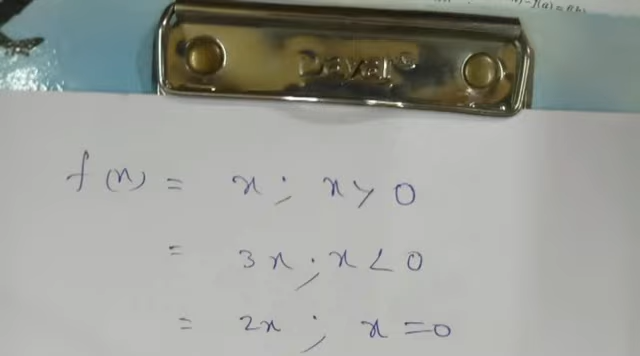 Dayal®
f(x) = x ; x > 0
= 3x ; x < 0
= 2x ; x = 0